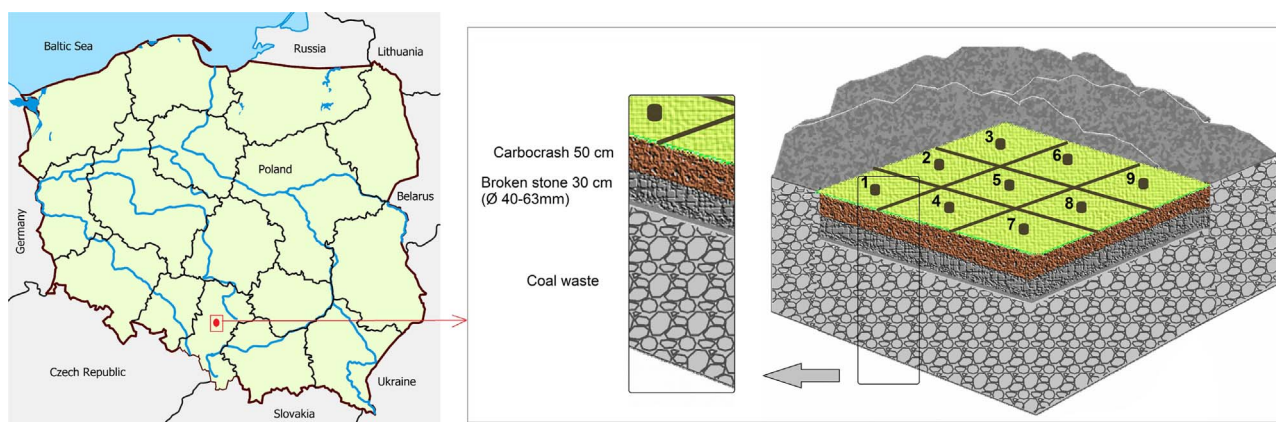 Baltic Sea
Russia
Lithuania
Poland
Belarus
Germany
Czech Republic
Ukraine
Slovakia
Carbocrash 50 cm
Broken stone 30 cm
(Ø 40-63mm)
Coal waste
3
2
6
1
5
9
4
8
7